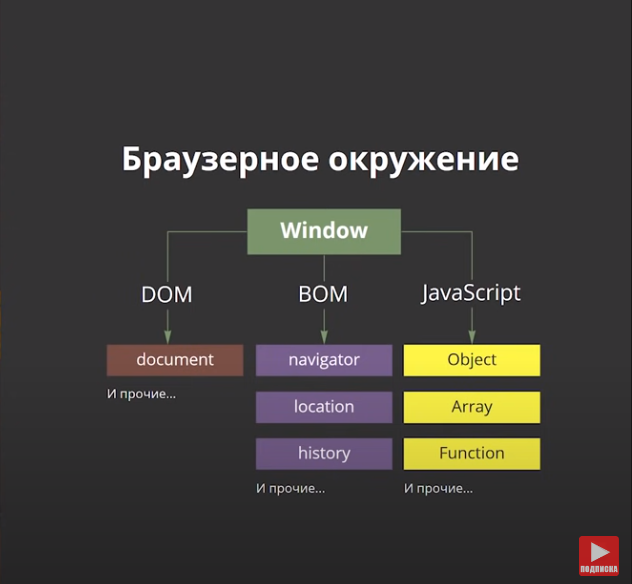 Браузерное окружение
Window
DOM
BOM
JavaScript
document
navigator
Object
И прочие...
location
Array
history
Function
И прочие...
И прочие...
ПОДПИСКА